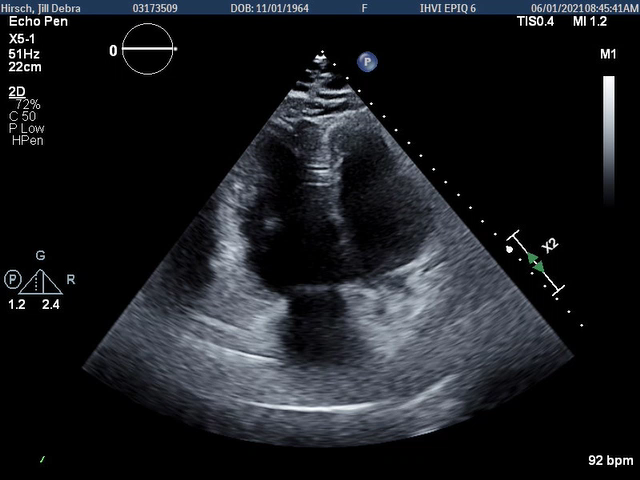 Hirsch, Jill Debra 03173509 DOB: 11/01/1964 F IHVI EPIQ 6 06/01/2021 08:45:41AM
Echo Pen TIS0.4 MI 1.2
X5-1
51Hz
22cm
0
P
M1
2D
72%
C 50
P Low
HPen
X2
G
P R
1.2 2.4
92 bpm